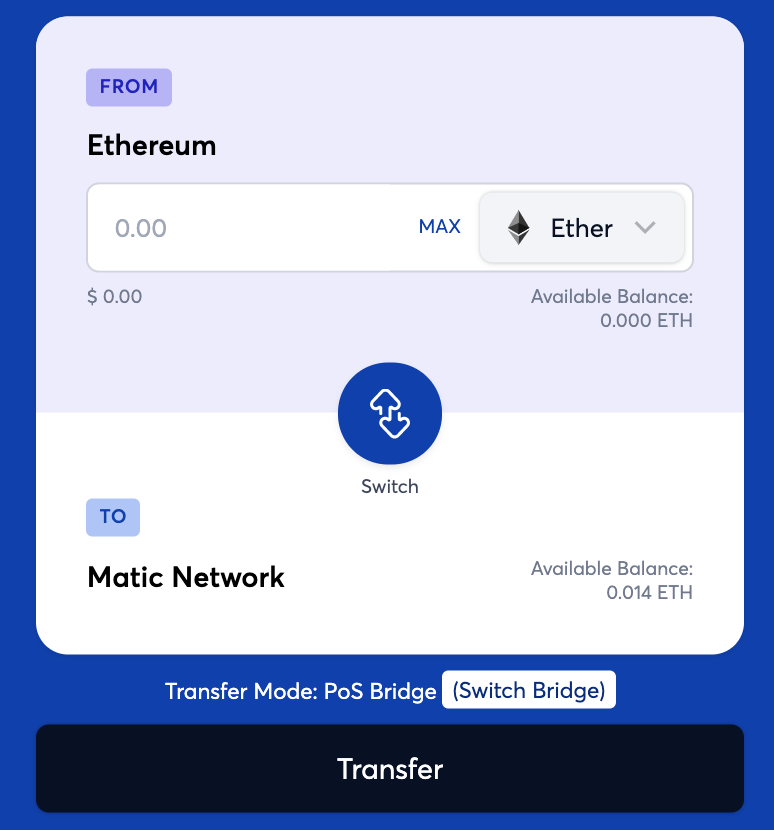 FROM
Ethereum
0.00 MAX Ether
$ 0.00 Available Balance:
0.000 ETH
Switch
TO
Matic Network Available Balance:
0.014 ETH
Transfer Mode: PoS Bridge (Switch Bridge)
Transfer